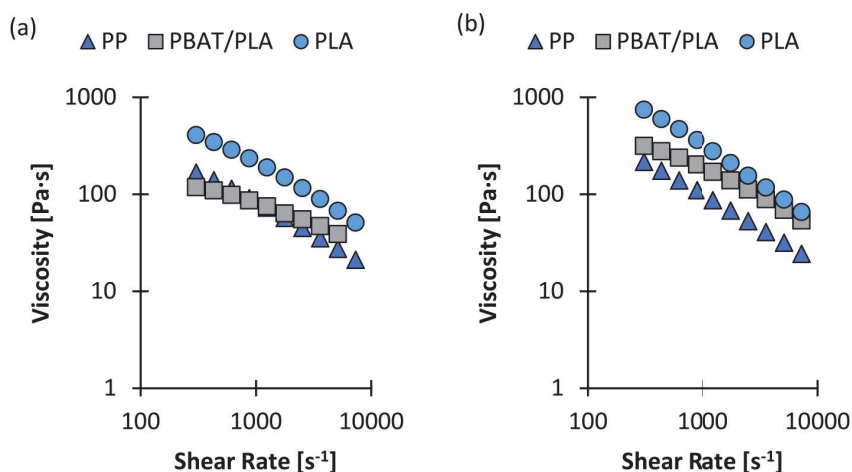 (a)
PP PBAT/PLA PLA
1000
100
10
1
100 1000 10000
Viscosity [Pa·s]
Shear Rate [s⁻¹]
(b)
PP PBAT/PLA PLA
1000
100
10
1
100 1000 10000
Viscosity [Pa·s]
Shear Rate [s⁻¹]